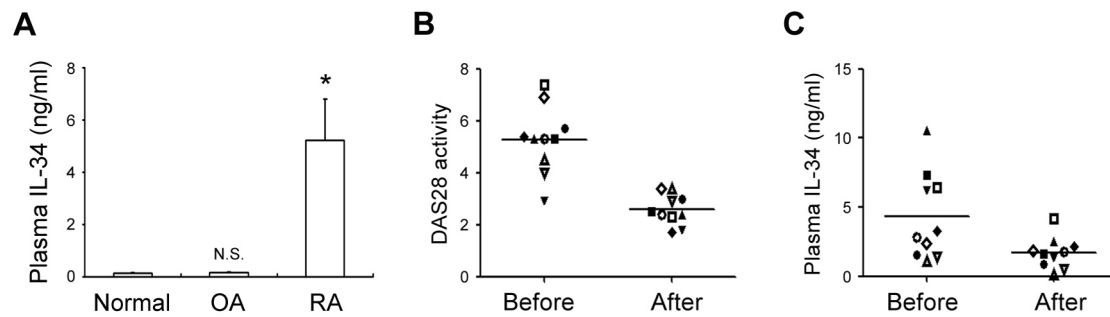 A
Plasma IL-34 (ng/ml)
8
6
4
2
0
N.S.
*
Normal OA RA
B
DAS28 activity
8
6
4
2
0
Before After
C
Plasma IL-34 (ng/ml)
15
10
5
0
Before After